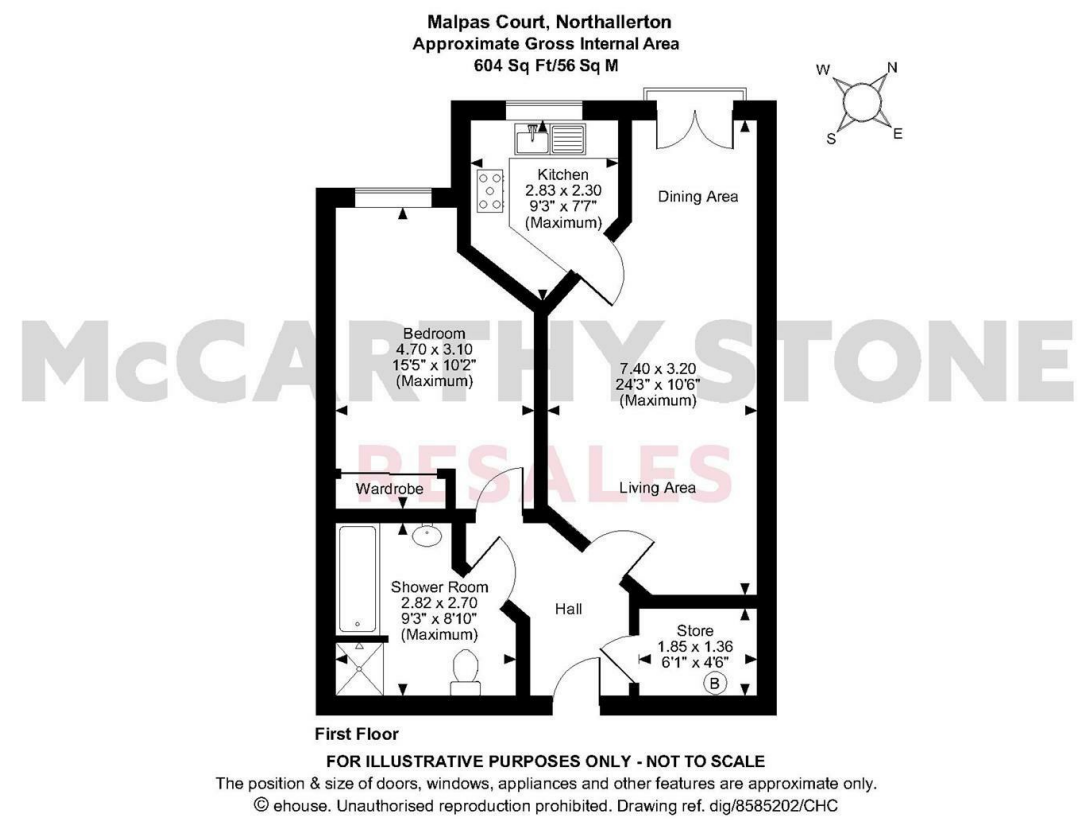 Malpas Court, Northallerton
Approximate Gross Internal Area
604 Sq Ft/56 Sq M
W
N
S
E
Kitchen
2.83 x 2.30
9'3" x 7'7"
(Maximum)
Dining Area
Bedroom
4.70 x 3.10
15'5" x 10'2"
(Maximum)
7.40 x 3.20
24'3" x 10'6"
(Maximum)
McCARTHY STONE
RESALES
Living Area
Wardrobe
Shower Room
2.82 x 2.70
9'3" x 8'10"
(Maximum)
Hall
Store
1.85 x 1.36
6'1" x 4'6"
B
First Floor
FOR ILLUSTRATIVE PURPOSES ONLY - NOT TO SCALE
The position & size of doors, windows, appliances and other features are approximate only.
© ehouse. Unauthorised reproduction prohibited. Drawing ref. dig/8585202/CHC